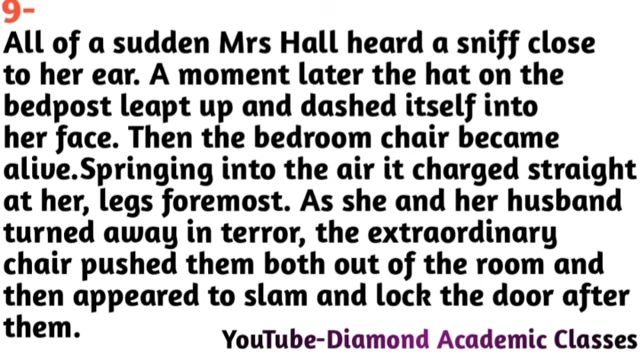 9-
All of a sudden Mrs Hall heard a sniff close
to her ear. A moment later the hat on the
bedpost leapt up and dashed itself into
her face. Then the bedroom chair became
alive.Springing into the air it charged straight
at her, legs foremost. As she and her husband
turned away in terror, the extraordinary
chair pushed them both out of the room and
then appeared to slam and lock the door after
them.
YouTube-Diamond Academic Classes